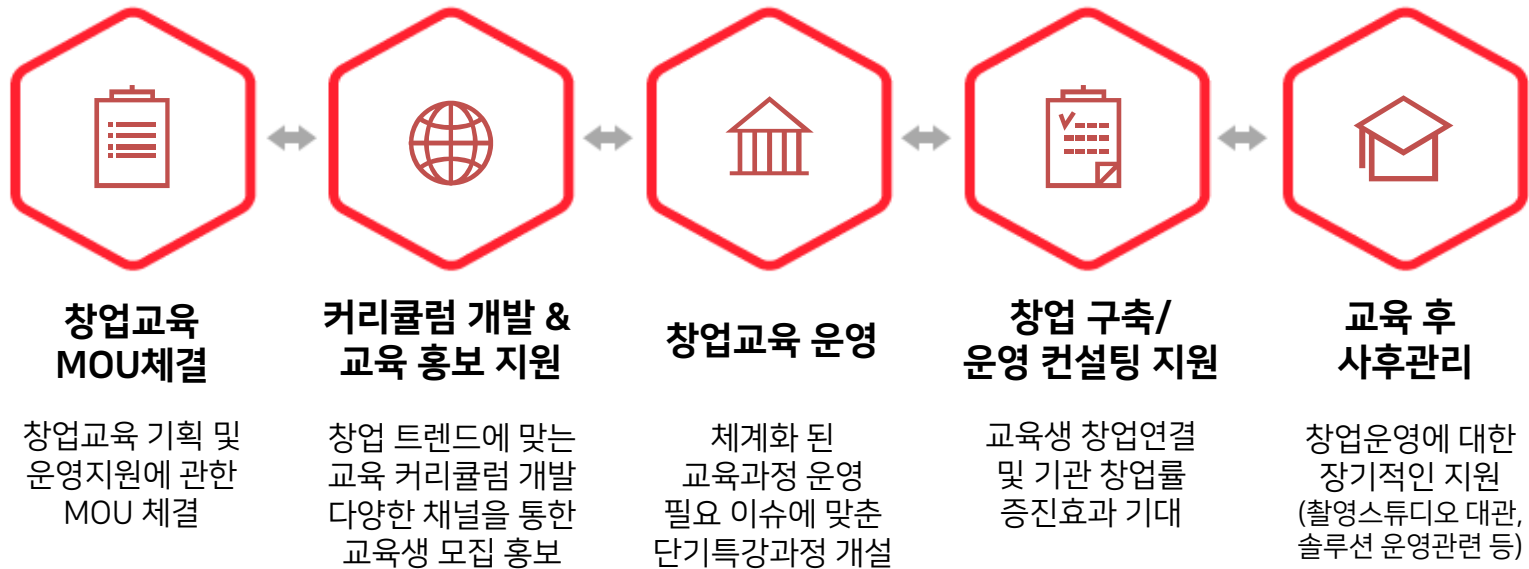 창업교육
MOU체결
창업교육 기획 및
운영지원에 관한
MOU 체결
커리큘럼 개발 &
교육 홍보 지원
창업 트렌드에 맞는
교육 커리큘럼 개발
다양한 채널을 통한
교육생 모집 홍보
창업교육 운영
체계화 된
교육과정 운영
필요 이슈에 맞춘
단기특강과정 개설
창업 구축/
운영 컨설팅 지원
교육생 창업연결
및 기관 창업률
증진효과 기대
교육 후
사후관리
창업운영에 대한
장기적인 지원
(촬영스튜디오 대관,
솔루션 운영관련 등)